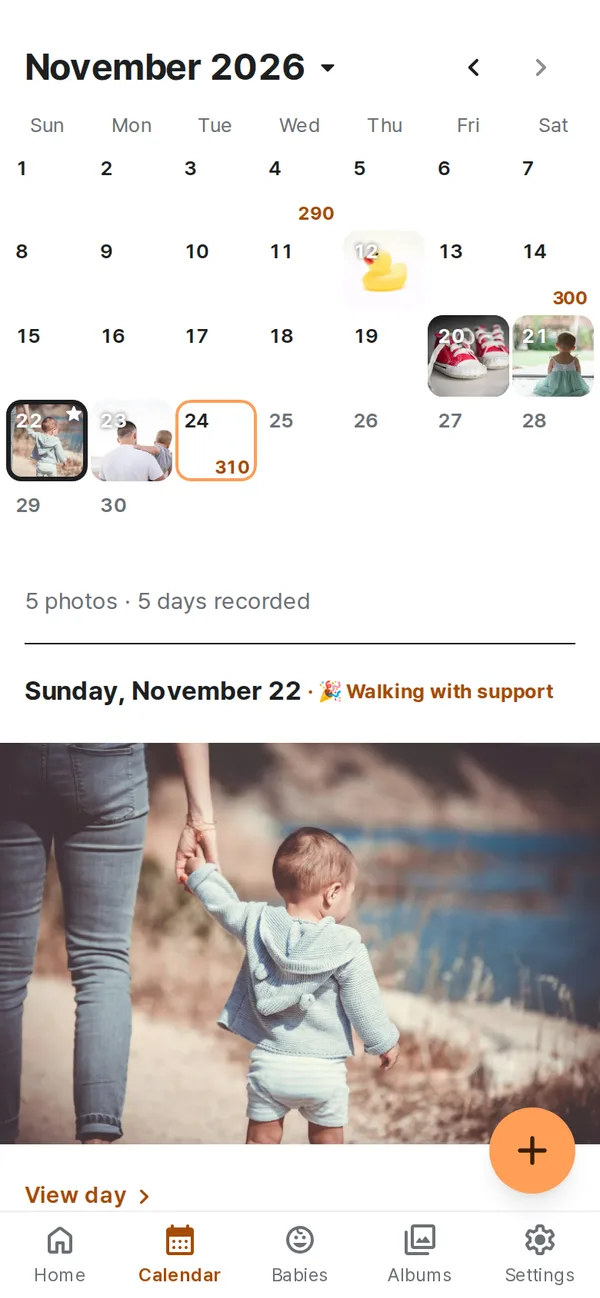 November 2026
Sun Mon Tue Wed Thu Fri Sat
1 2 3 4 5 6 7
290
8 9 10 11 12 13 14
300
15 16 17 18 19 20 21
22 23 24 25 26 27 28
310
29 30
5 photos · 5 days recorded
Sunday, November 22 · 🎉 Walking with support
View day
Home Calendar Babies Albums Settings